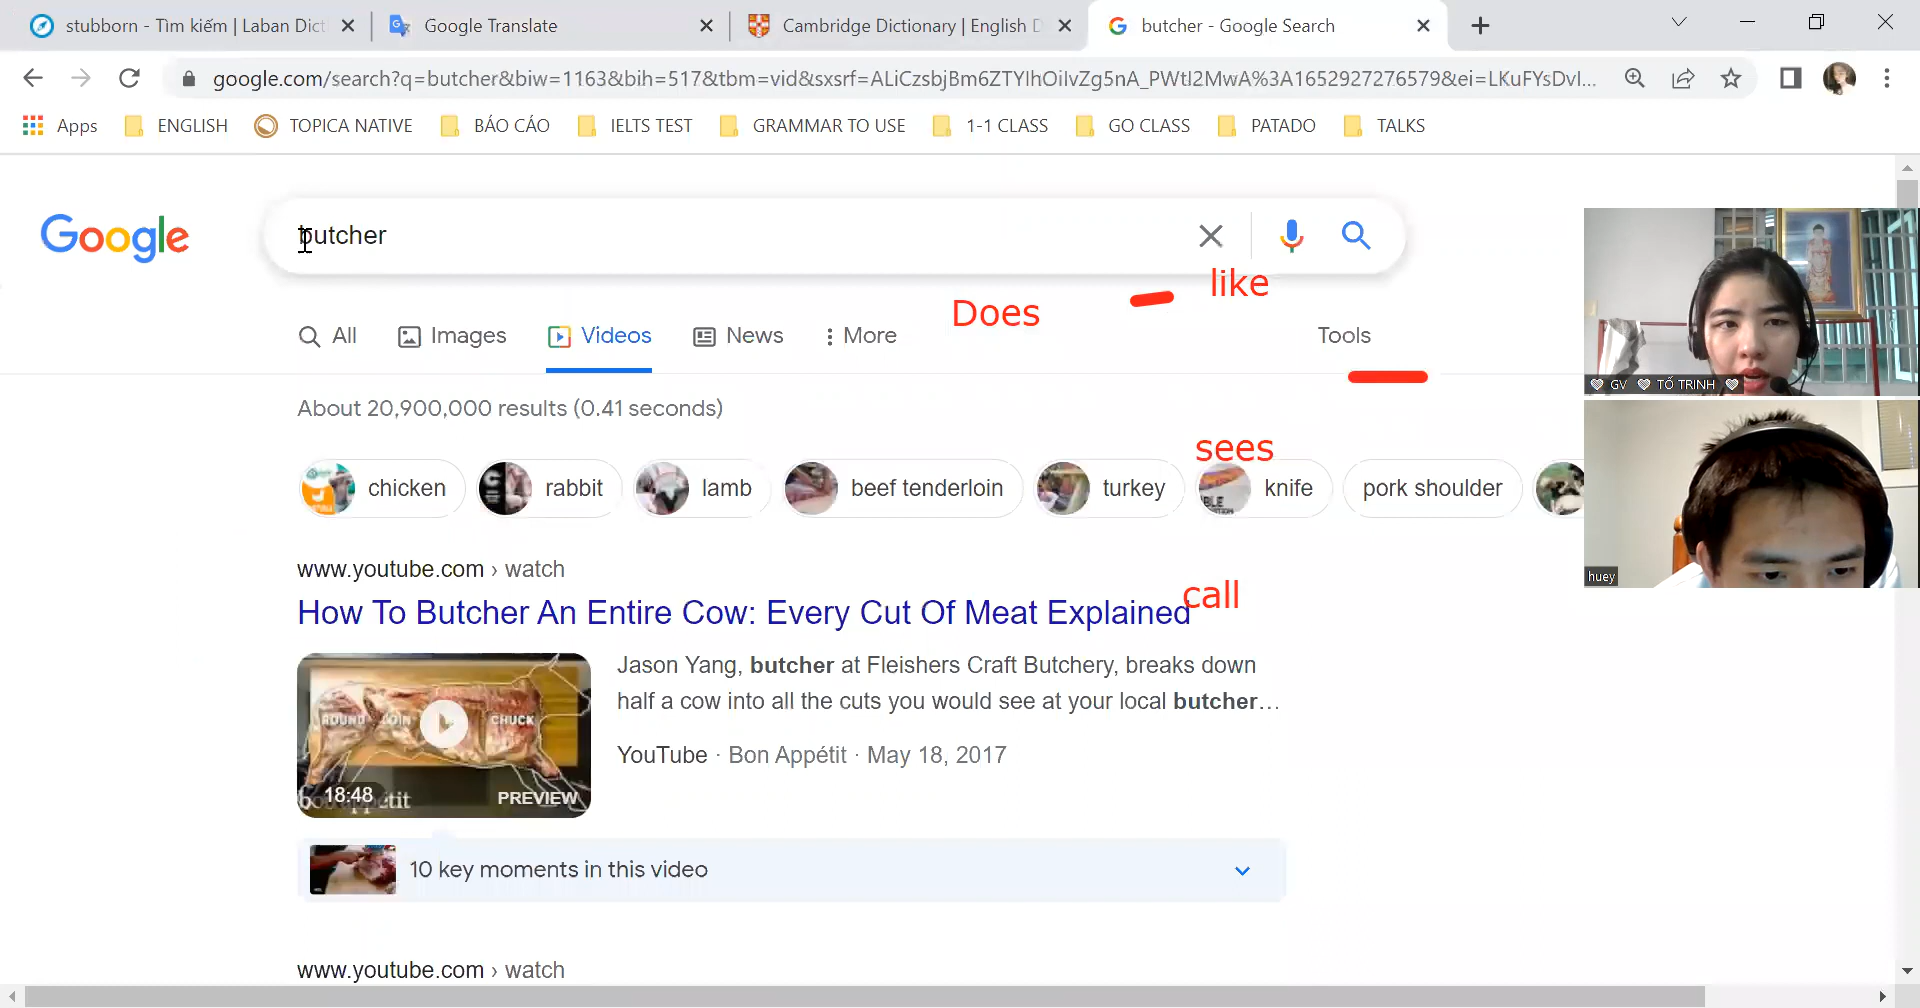 stubborn - Tìm kiếm | Laban Dict
Google Translate
Cambridge Dictionary | English D
butcher - Google Search
google.com/search?q=butcher&biw=1163&bih=517&tbm=vid&sxsrf=ALiCzsbjBm6ZTYlhOiIvZg5nA_PWtI2MwA%3A1652927276579&ei=LKuFYsDvI...
Apps
ENGLISH
TOPICA NATIVE
BÁO CÁO
IELTS TEST
GRAMMAR TO USE
1-1 CLASS
GO CLASS
PATADO
TALKS
Google
butcher
like
Does
All
Images
Videos
News
More
Tools
GV TỐ TRINH
About 20,900,000 results (0.41 seconds)
sees
chicken
rabbit
lamb
beef tenderloin
turkey
knife
pork shoulder
www.youtube.com › watch
huey
call
How To Butcher An Entire Cow: Every Cut Of Meat Explained
Jason Yang, butcher at Fleishers Craft Butchery, breaks down
half a cow into all the cuts you would see at your local butcher...
ROUND
LOIN
CHUCK
YouTube · Bon Appétit · May 18, 2017
18:48
PREVIEW
10 key moments in this video
www.youtube.com › watch